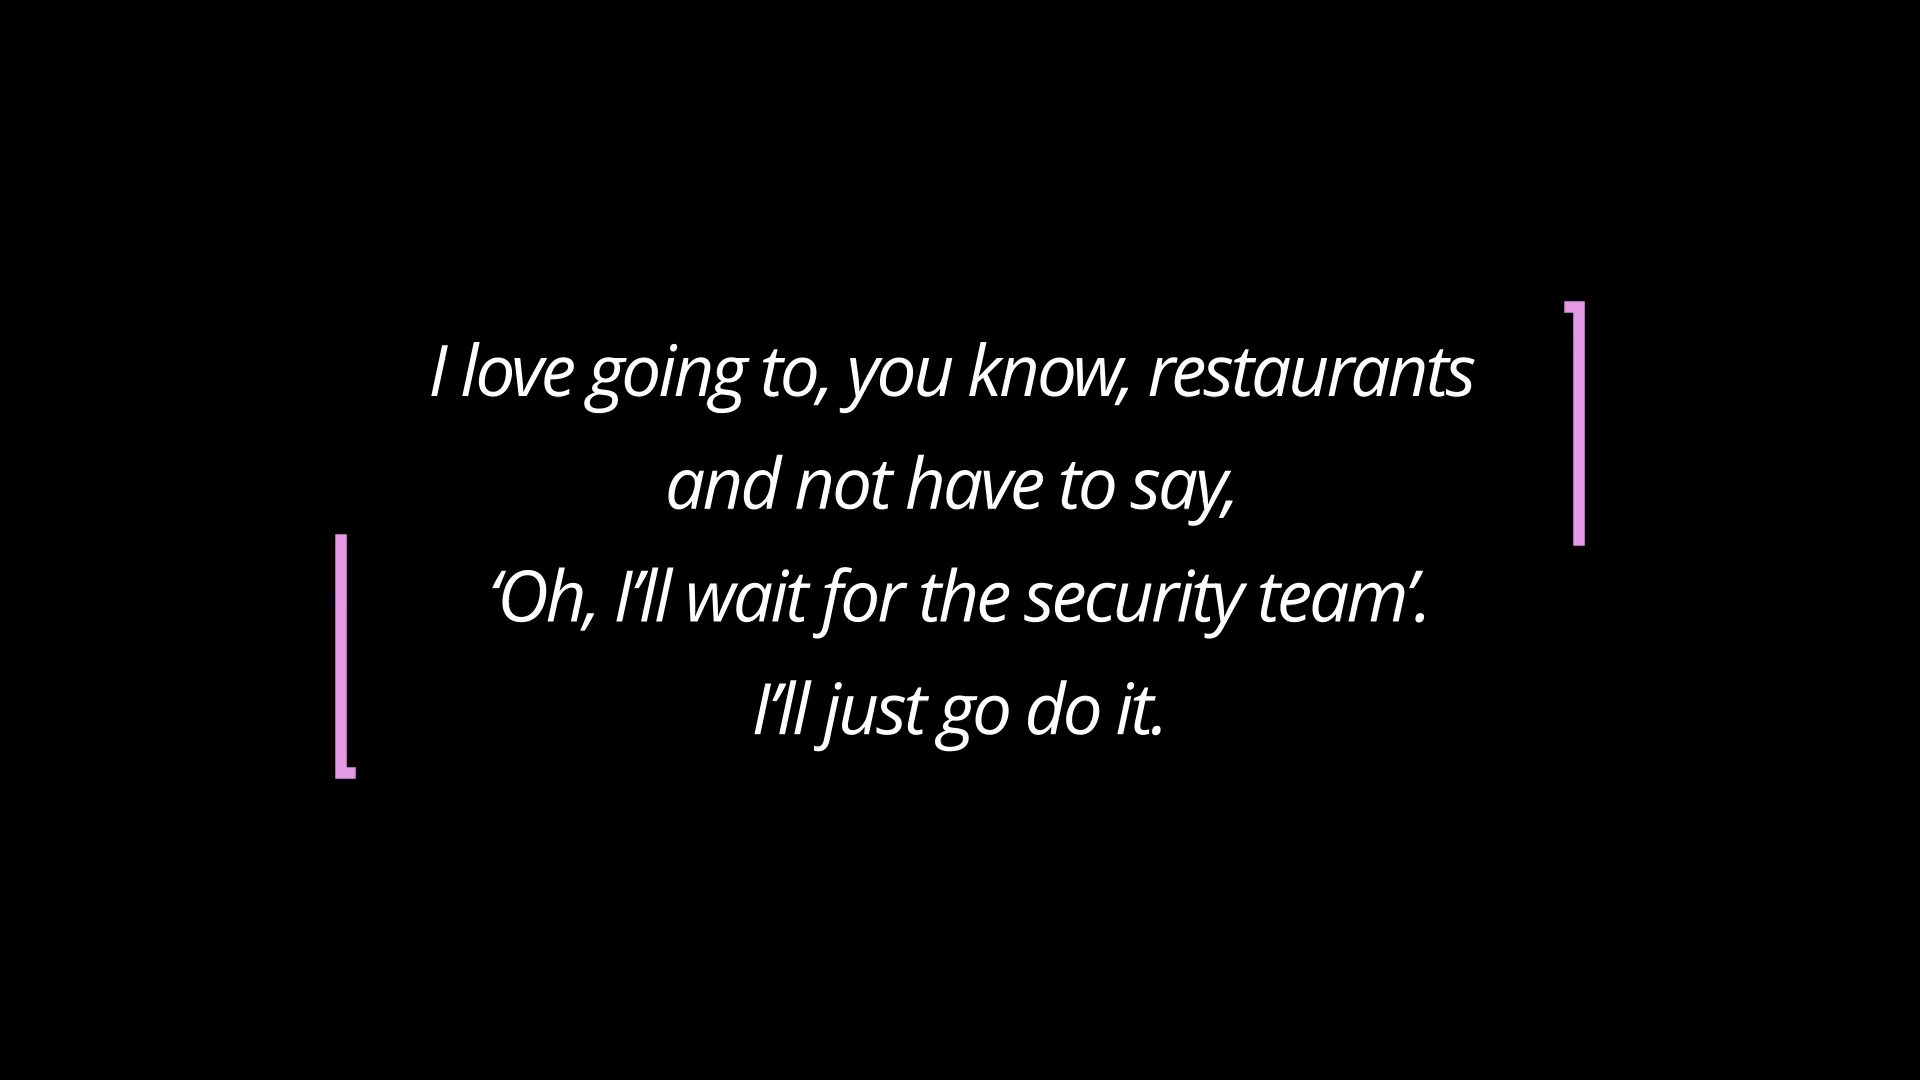 I love going to, you know, restaurants
and not have to say,
‘Oh, I’ll wait for the security team’.
I’ll just go do it.